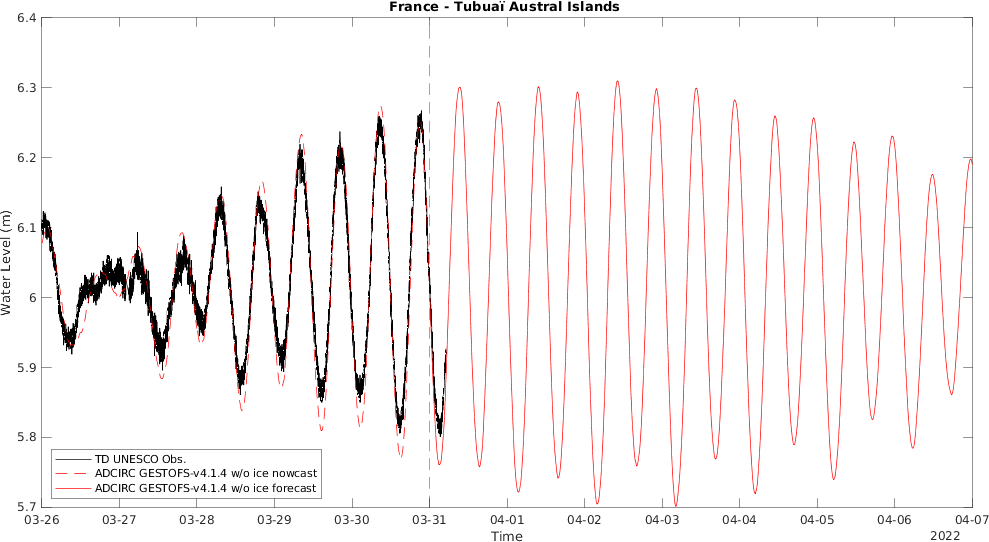 France - Tubuaï Austral Islands
6.4
6.3
6.2
6.1
6
5.9
5.8
5.7
Water Level (m)
TD UNESCO Obs.
ADCIRC GESTOFS-v4.1.4 w/o ice nowcast
ADCIRC GESTOFS-v4.1.4 w/o ice forecast
03-26 03-27 03-28 03-29 03-30 03-31 04-01 04-02 04-03 04-04 04-05 04-06 04-07
Time
2022